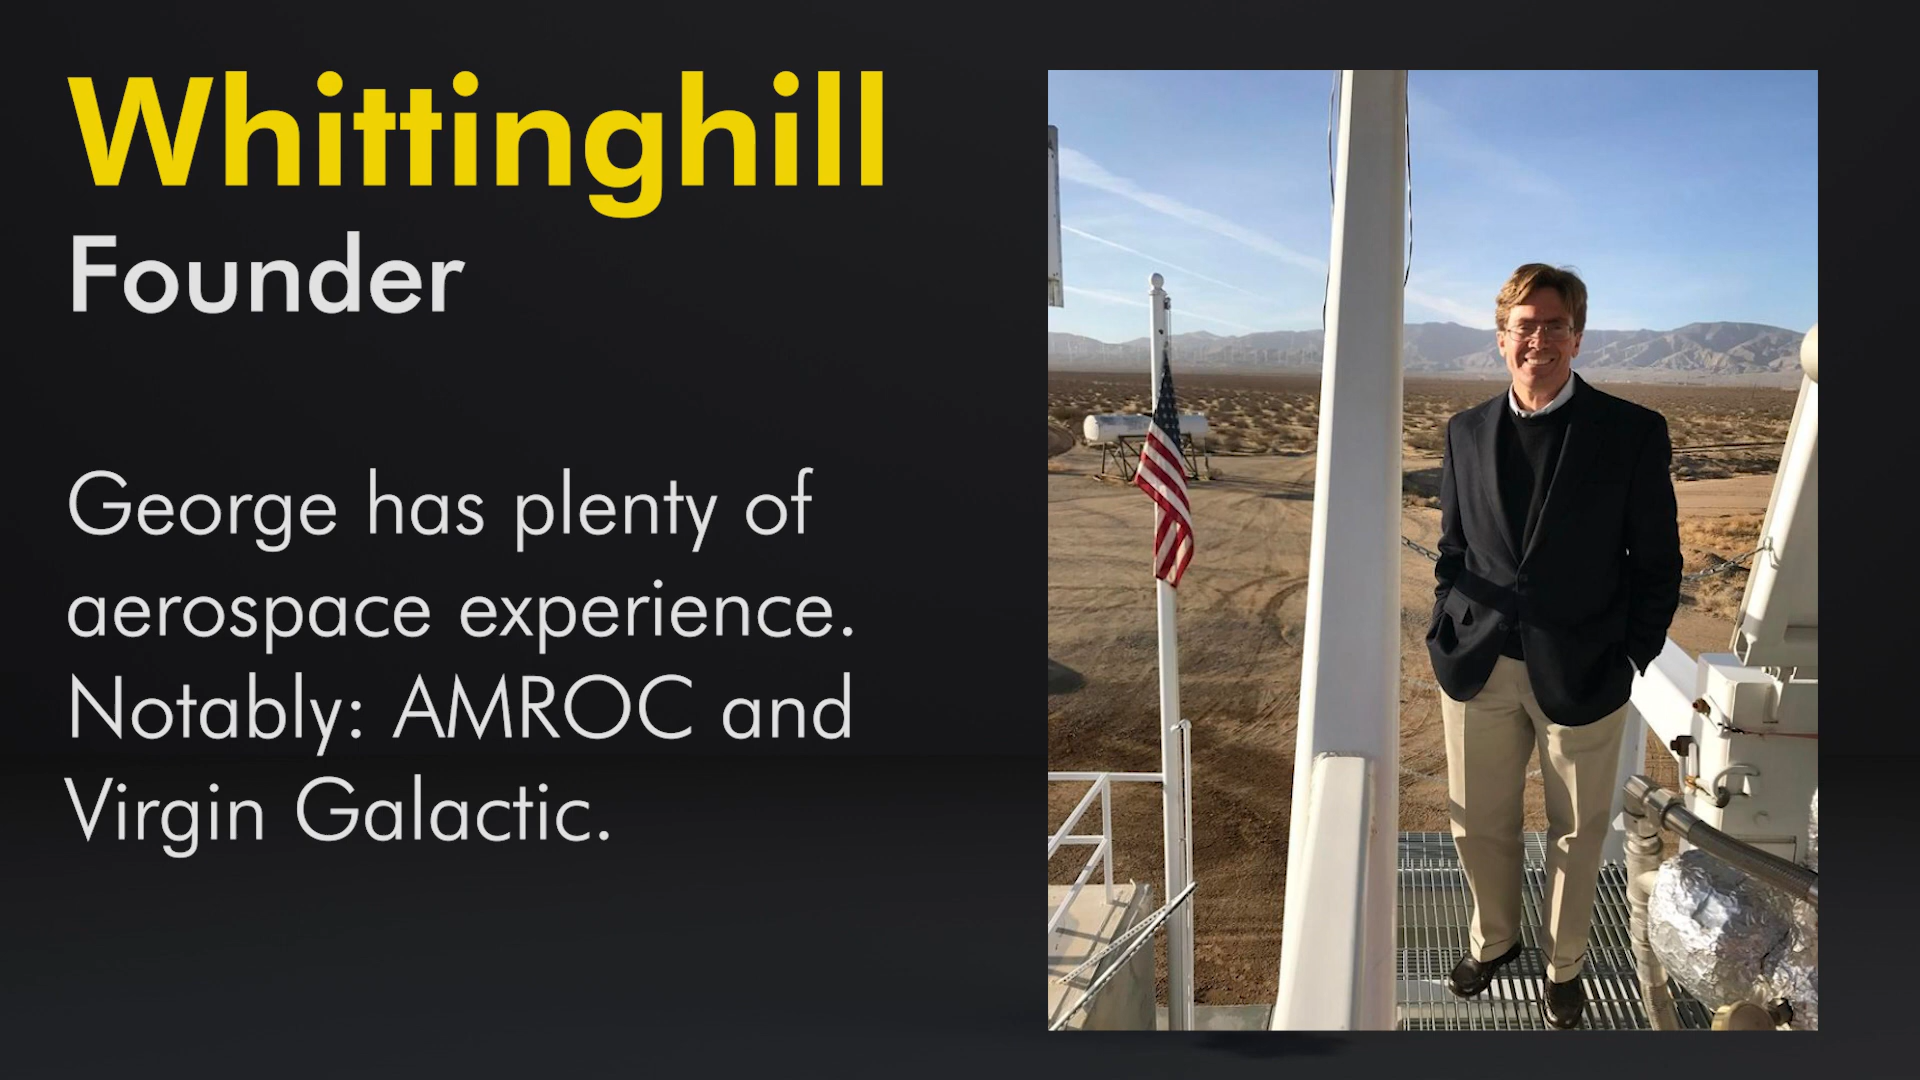 Whittinghill
Founder
George has plenty of
aerospace experience.
Notably: AMROC and
Virgin Galactic.